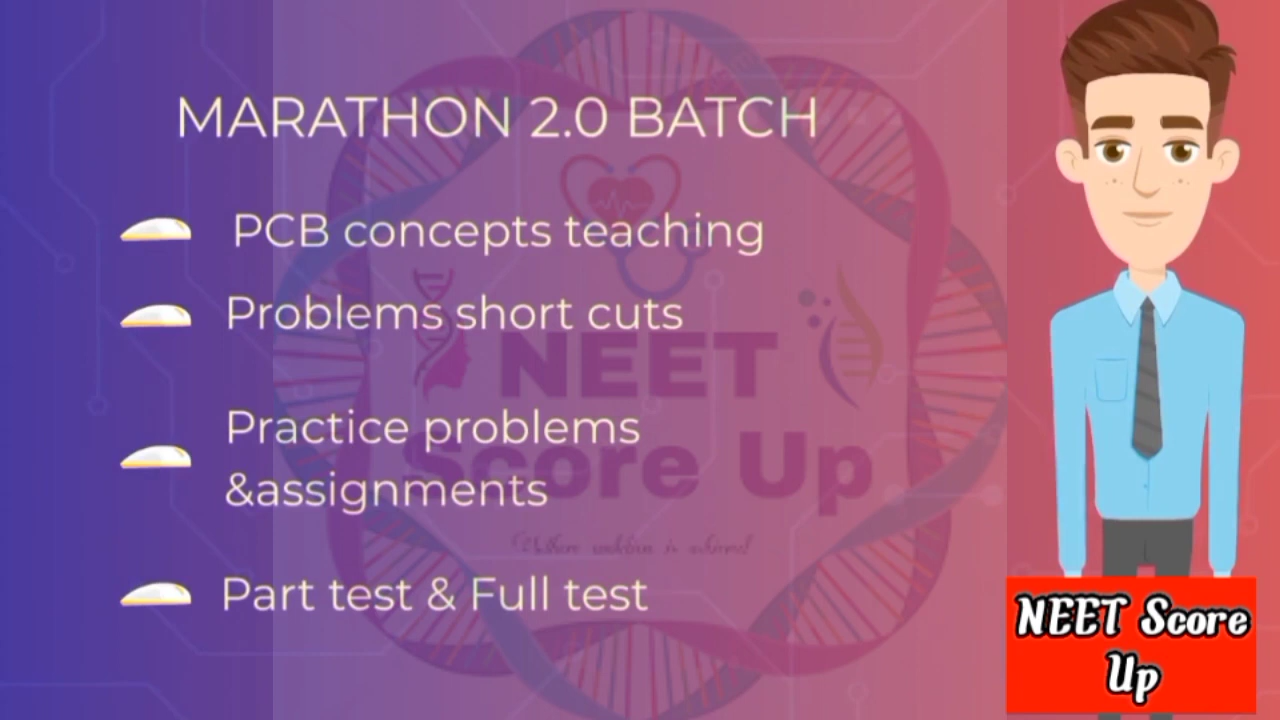 MARATHON 2.0 BATCH
PCB concepts teaching
Problems short cuts
Practice problems
&assignments
Part test & Full test
NEET
Score Up
NEET Score
Up